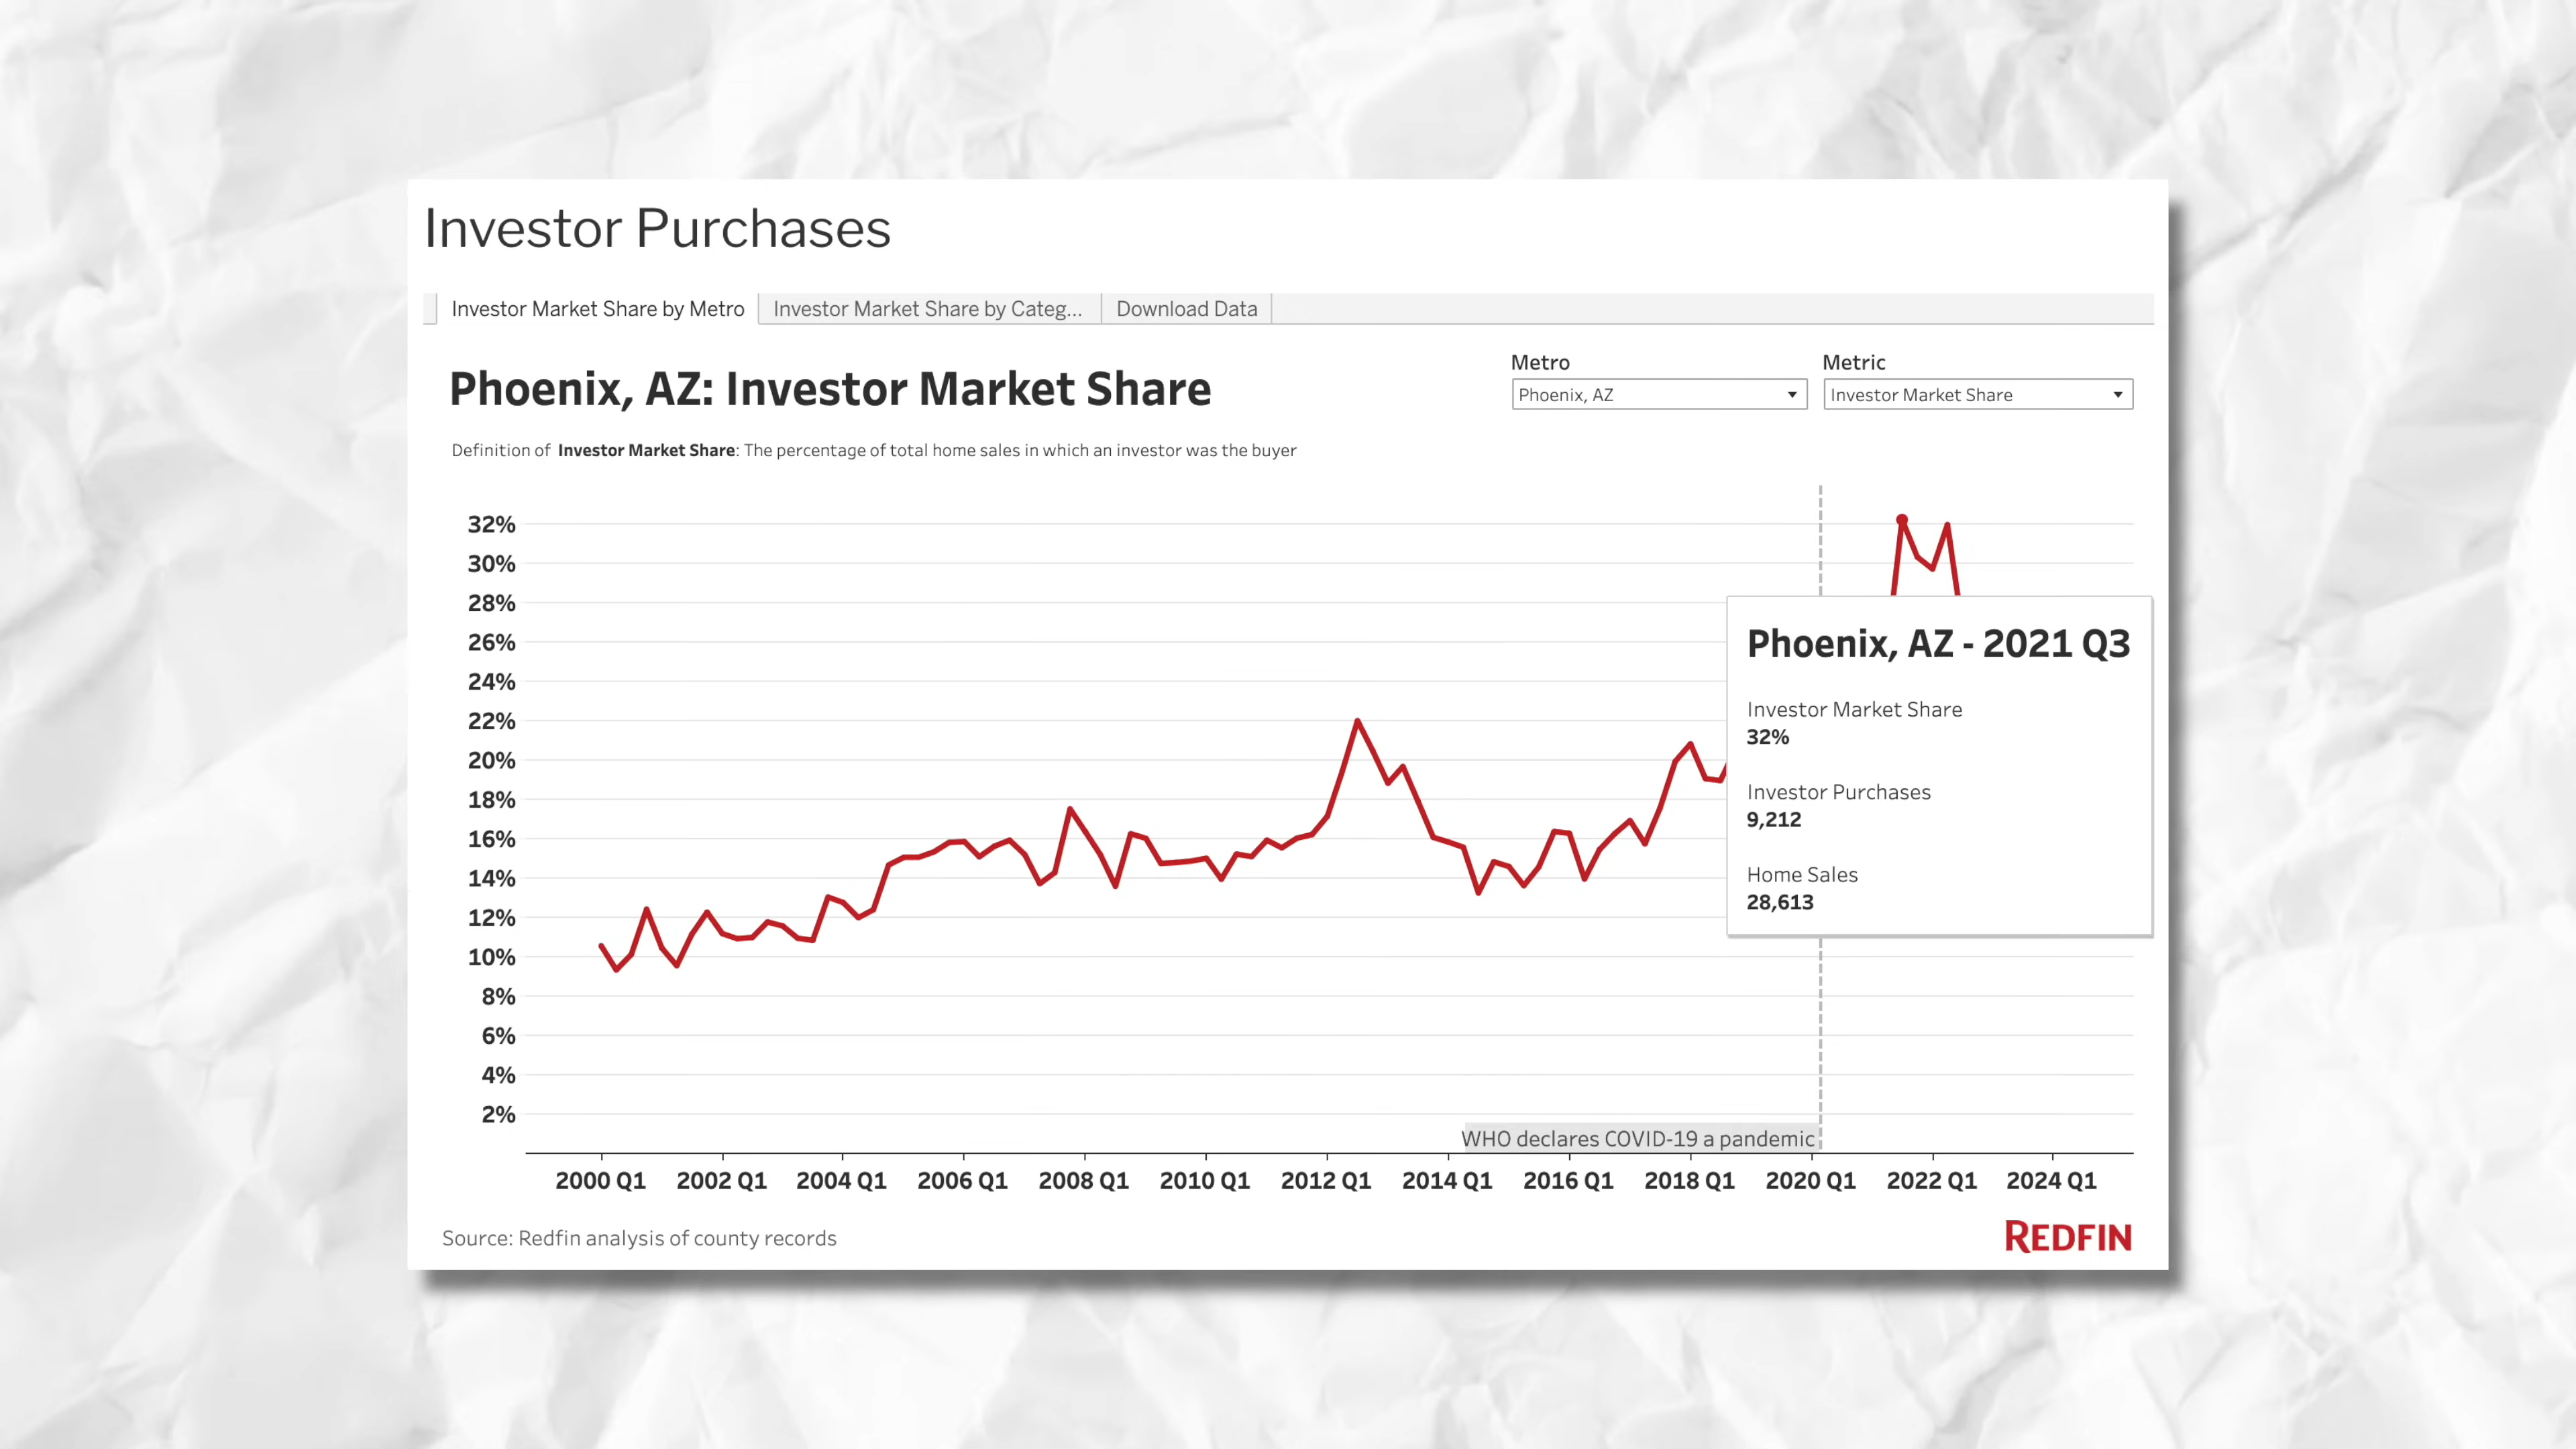 Investor Purchases
Investor Market Share by Metro
Investor Market Share by Categ...
Download Data
Phoenix, AZ: Investor Market Share
Metro
Phoenix, AZ
Metric
Investor Market Share
Definition of Investor Market Share: The percentage of total home sales in which an investor was the buyer
32%
30%
28%
26%
24%
22%
20%
18%
16%
14%
12%
10%
8%
6%
4%
2%
Phoenix, AZ - 2021 Q3
Investor Market Share
32%
Investor Purchases
9,212
Home Sales
28,613
WHO declares COVID-19 a pandemic
2000 Q1
2002 Q1
2004 Q1
2006 Q1
2008 Q1
2010 Q1
2012 Q1
2014 Q1
2016 Q1
2018 Q1
2020 Q1
2022 Q1
2024 Q1
Source: Redfin analysis of county records
REDFIN